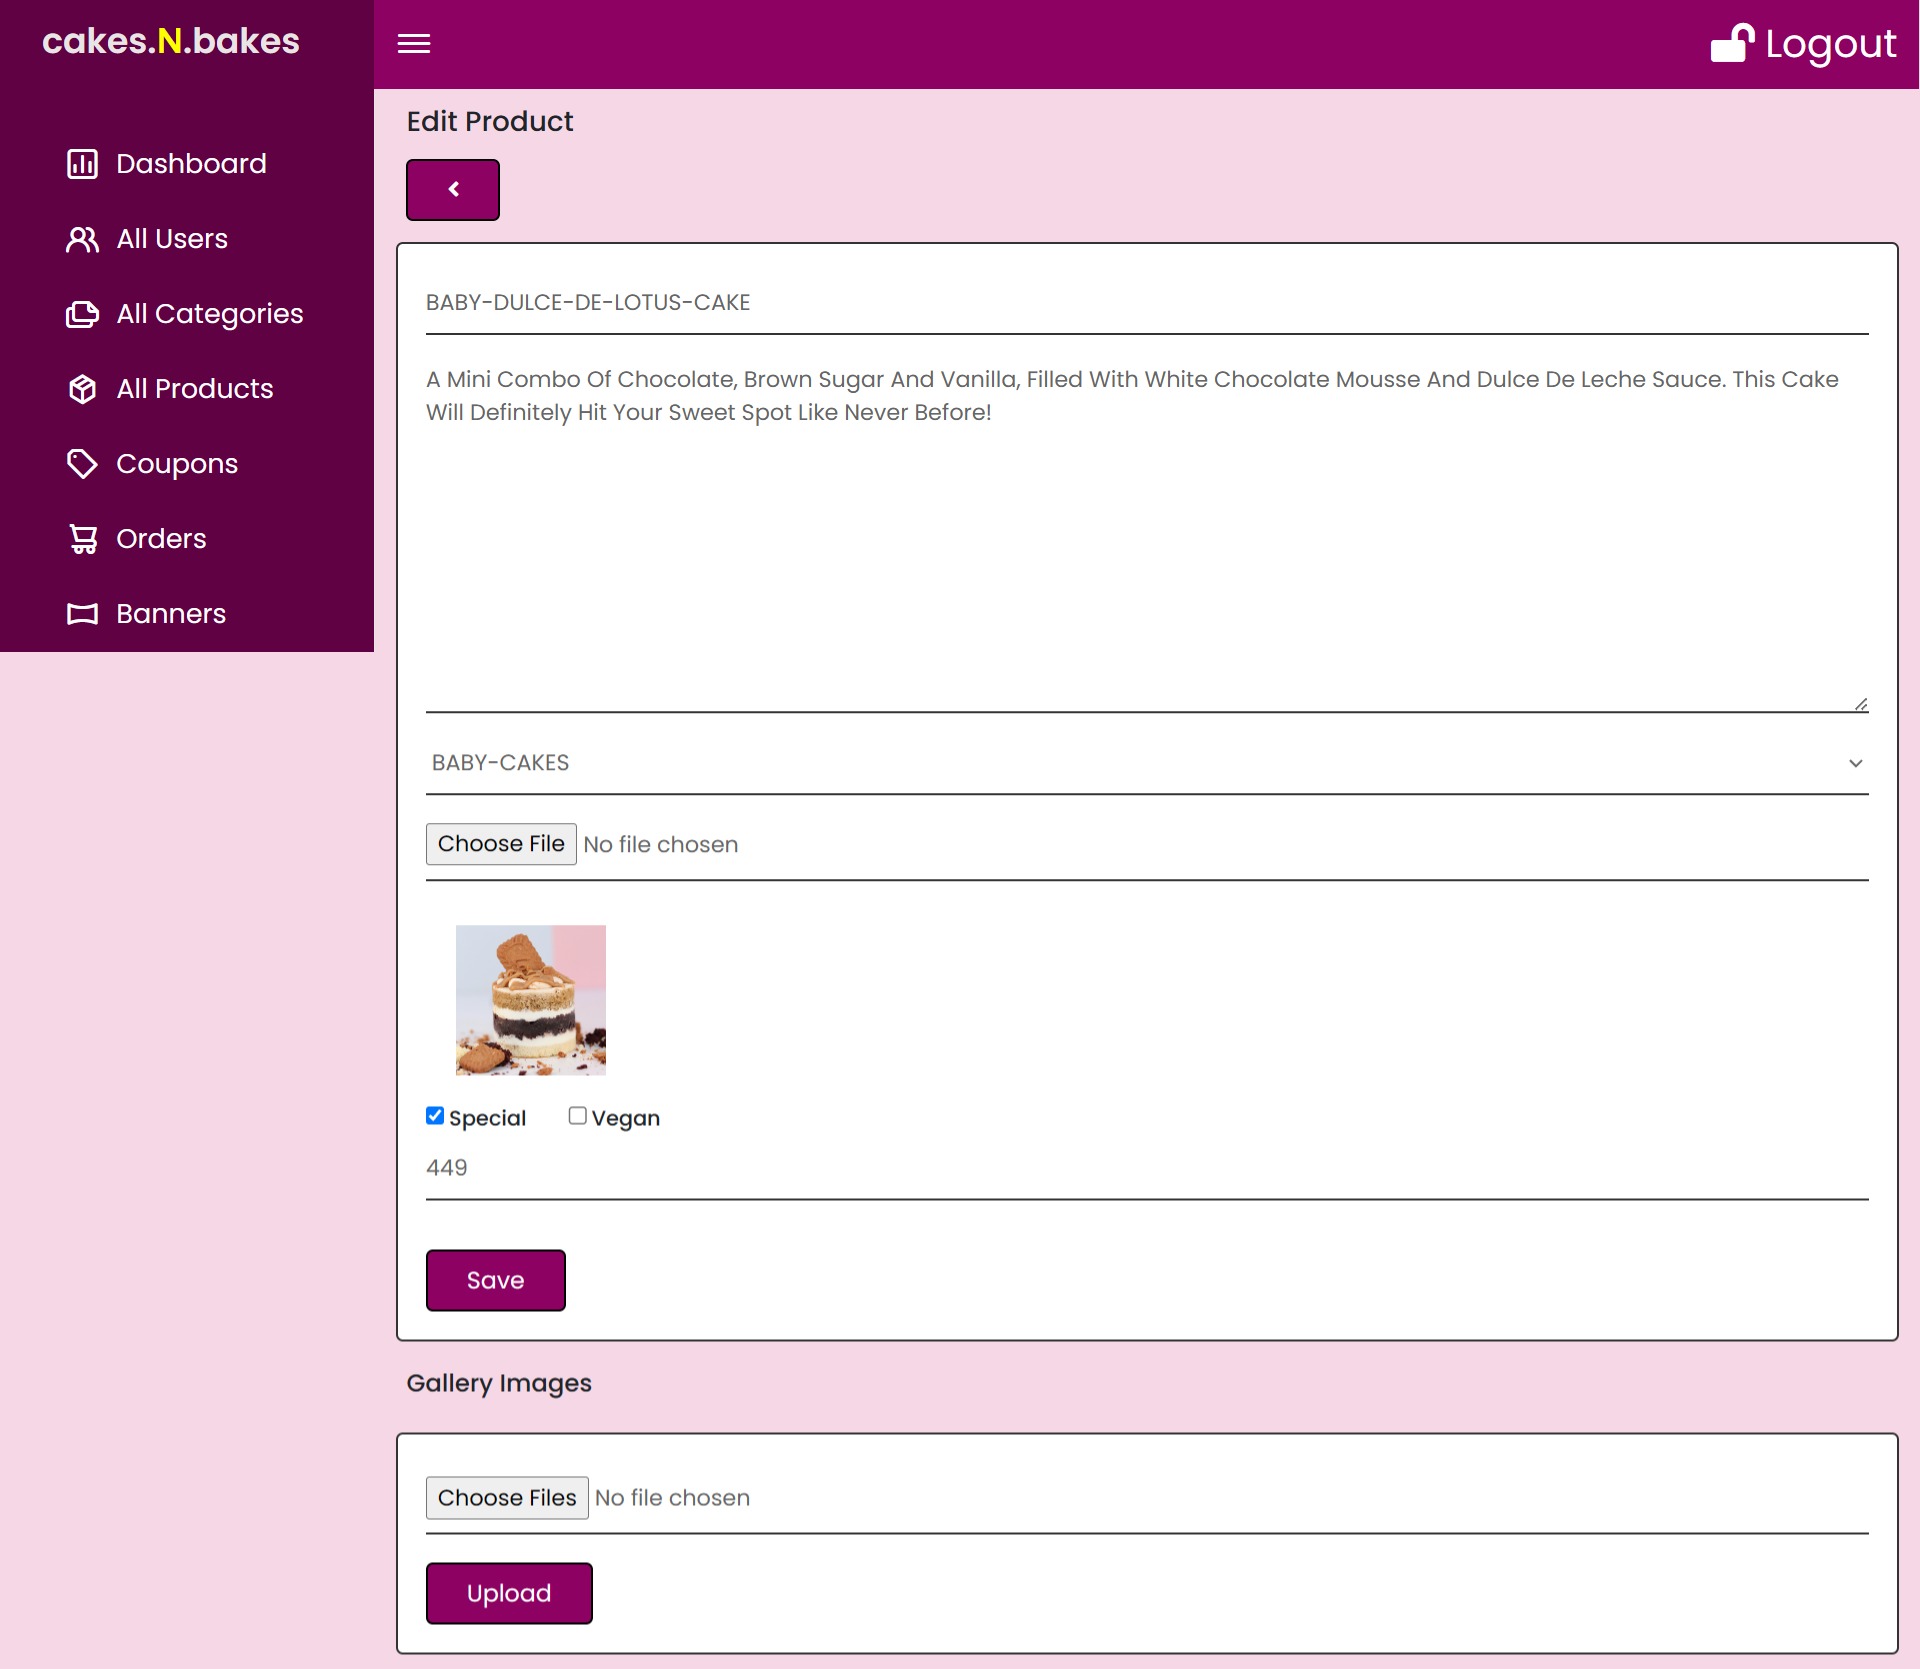 cakes.N.bakes
Logout
Dashboard
All Users
All Categories
All Products
Coupons
Orders
Banners
Edit Product
BABY-DULCE-DE-LOTUS-CAKE
A Mini Combo Of Chocolate, Brown Sugar And Vanilla, Filled With White Chocolate Mousse And Dulce De Leche Sauce. This Cake
Will Definitely Hit Your Sweet Spot Like Never Before!
BABY-CAKES
Choose File No file chosen
Special Vegan
449
Save
Gallery Images
Choose Files No file chosen
Upload